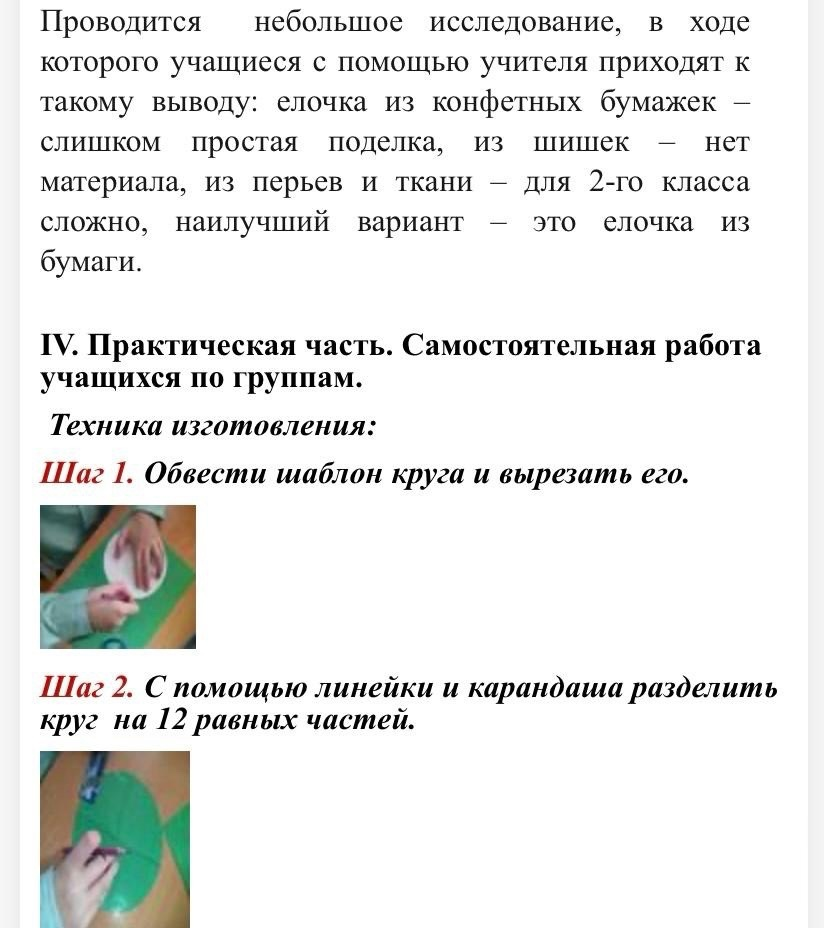 Проводится небольшое исследование, в ходе
которого учащиеся с помощью учителя приходят к
такому выводу: елочка из конфетных бумажек –
слишком простая поделка, из шишек – нет
материала, из перьев и ткани – для 2-го класса
сложно, наилучший вариант – это елочка из
бумаги.
IV. Практическая часть. Самостоятельная работа
учащихся по группам.
Техника изготовления:
Шаг 1. Обвести шаблон круга и вырезать его.
Шаг 2. С помощью линейки и карандаша разделить
круг на 12 равных частей.